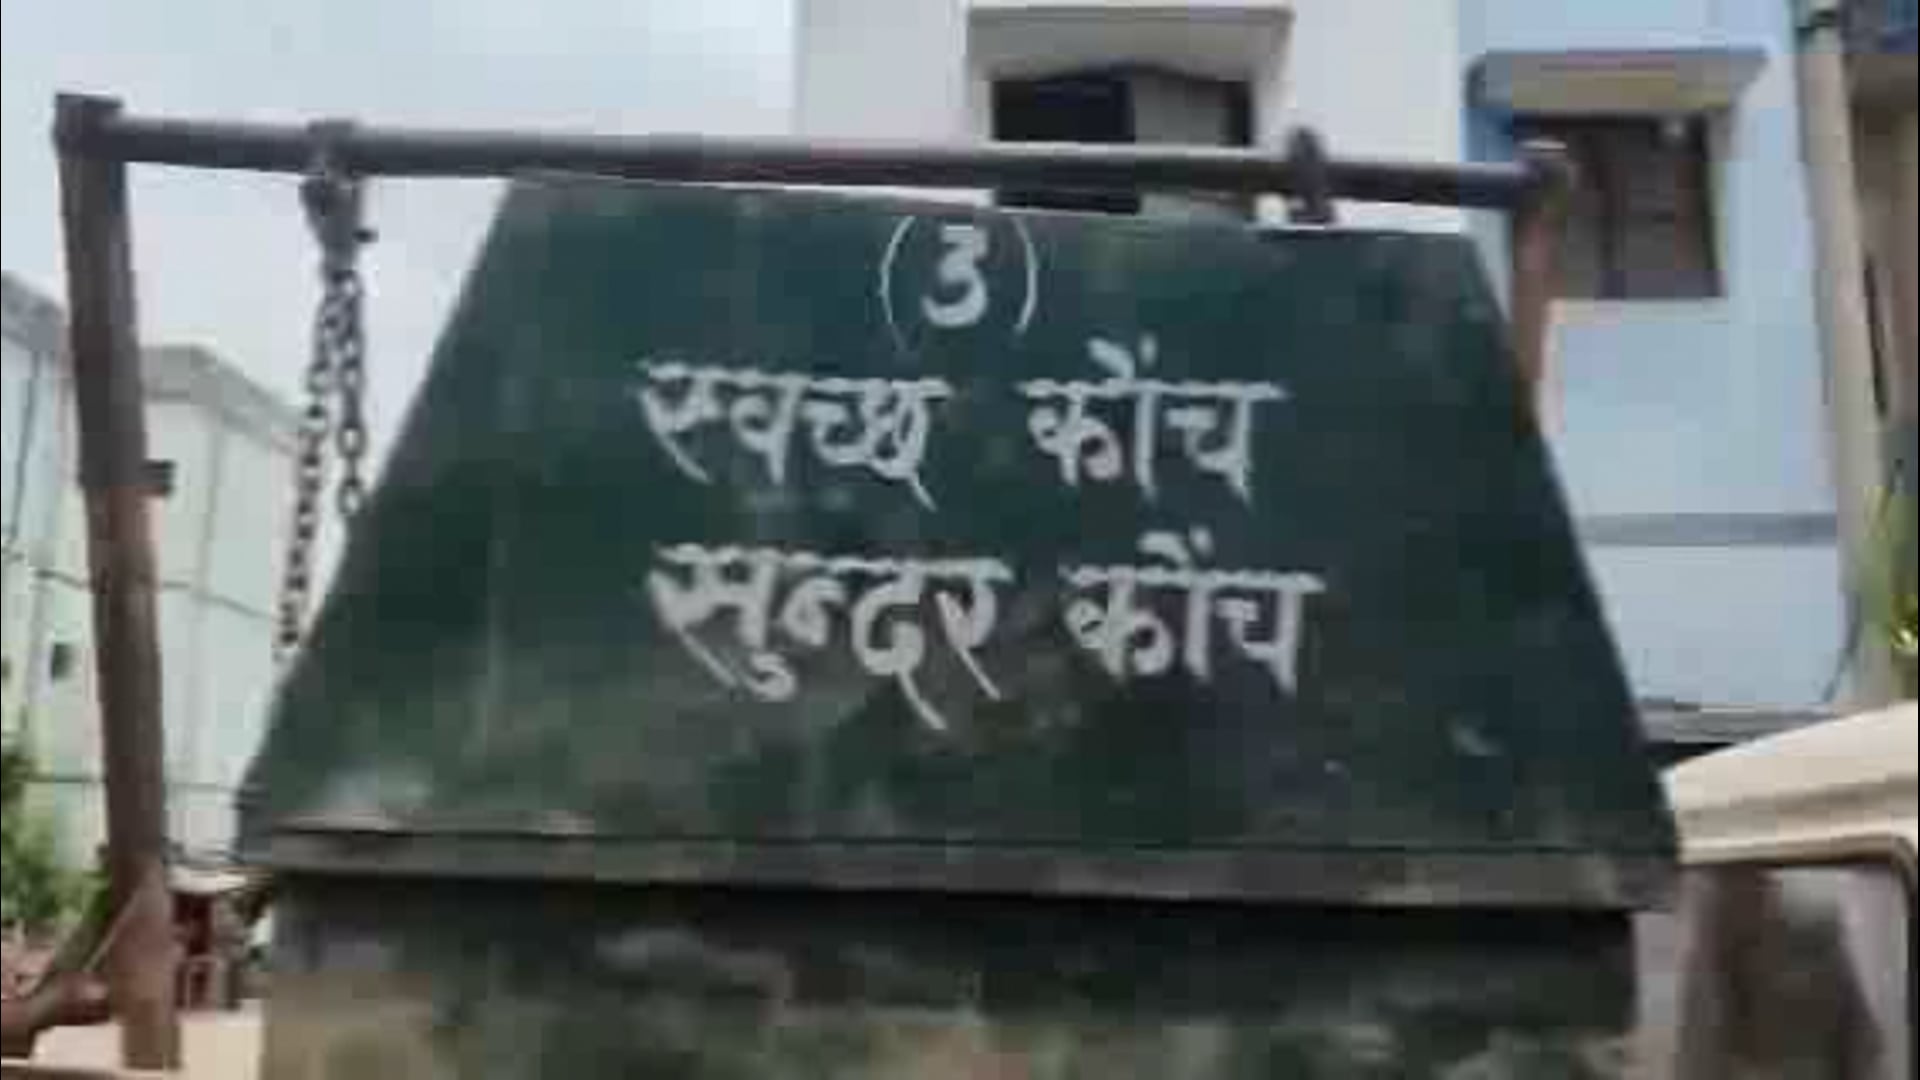 (3)
स्वच्छ कोंच
सुन्दर कोंच